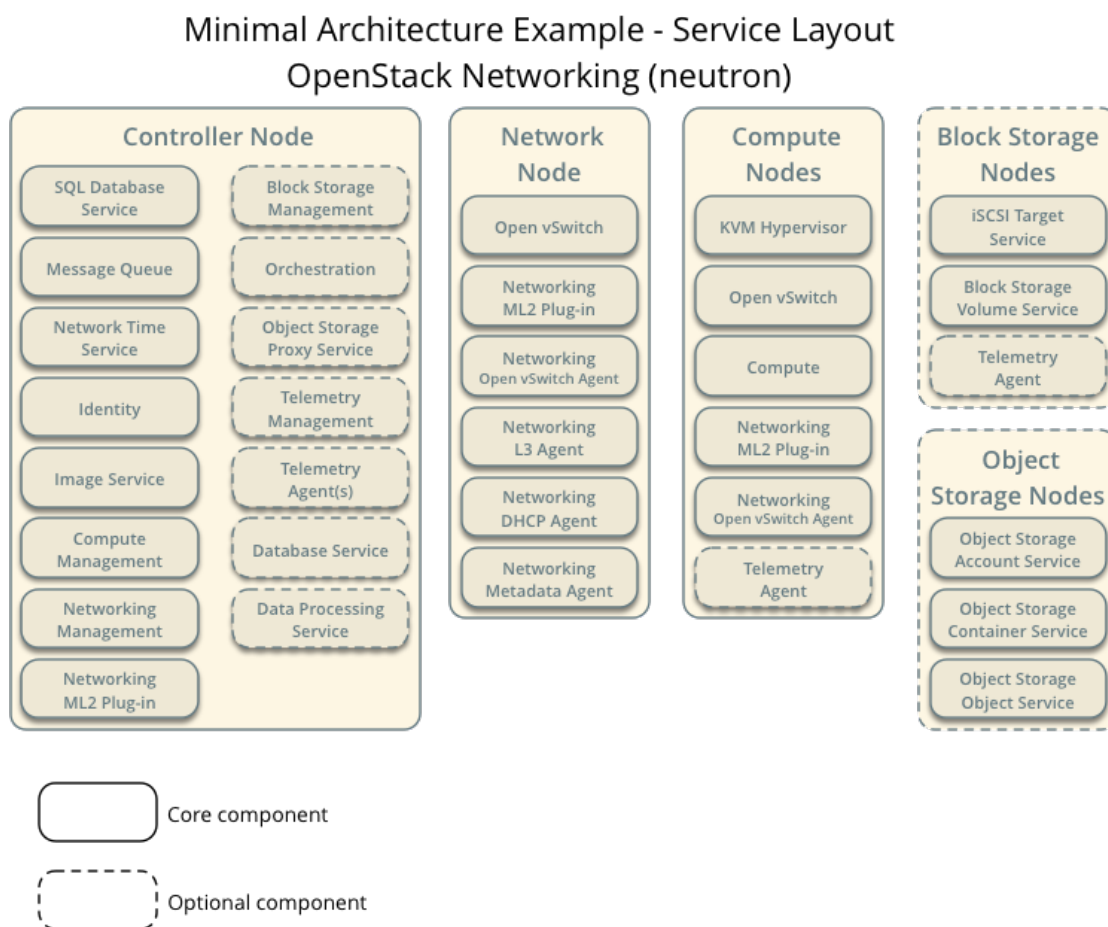 Minimal Architecture Example - Service Layout
OpenStack Networking (neutron)
Controller Node
SQL Database
Service
Message Queue
Network Time
Service
Identity
Image Service
Compute
Management
Networking
Management
Networking
ML2 Plug-in
Block Storage
Management
Orchestration
Object Storage
Proxy Service
Telemetry
Management
Telemetry
Agent(s)
Database Service
Data Processing
Service
Network
Node
Open vSwitch
Networking
ML2 Plug-in
Networking
Open vSwitch Agent
Networking
L3 Agent
Networking
DHCP Agent
Networking
Metadata Agent
Compute
Nodes
KVM Hypervisor
Open vSwitch
Compute
Networking
ML2 Plug-in
Networking
Open vSwitch Agent
Telemetry
Agent
Block Storage
Nodes
iSCSI Target
Service
Block Storage
Volume Service
Telemetry
Agent
Object
Storage Nodes
Object Storage
Account Service
Object Storage
Container Service
Object Storage
Object Service
Core component
Optional component